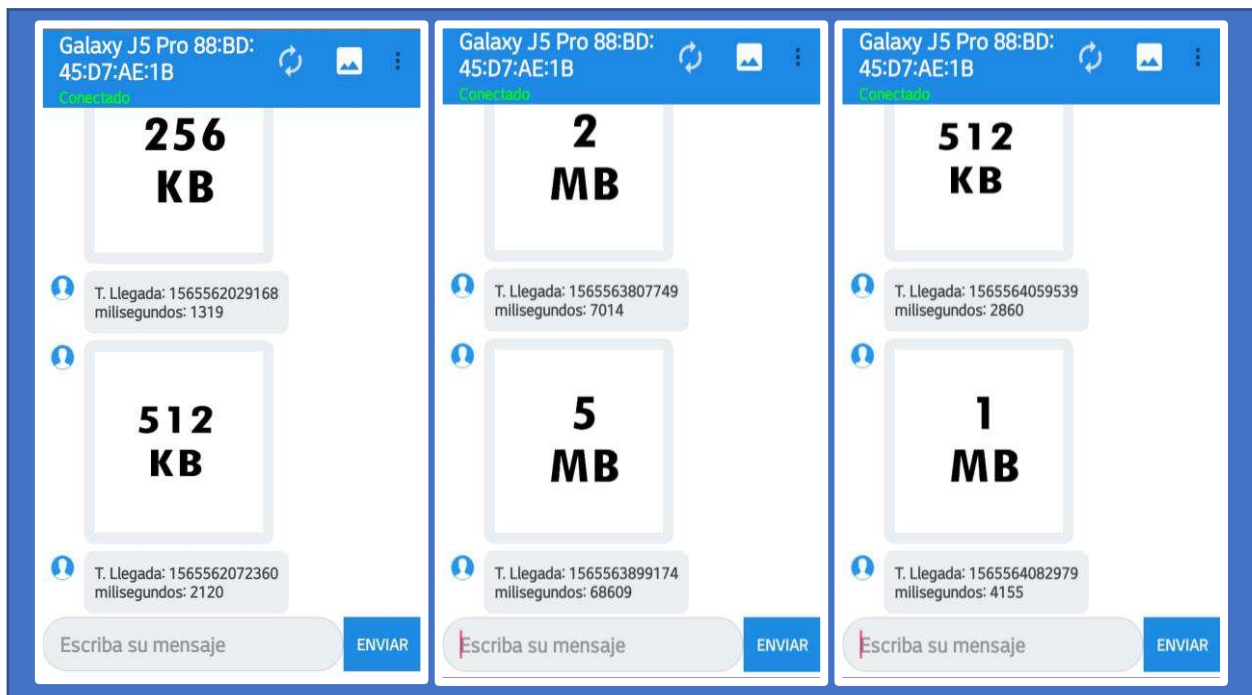 Galaxy J5 Pro 88:BD:
45:D7:AE:1B
Conectado
256
KB
T. Llegada: 1565562029168
milisegundos: 1319
512
KB
T. Llegada: 1565562072360
milisegundos: 2120
Escriba su mensaje
ENVIAR
Galaxy J5 Pro 88:BD:
45:D7:AE:1B
Conectado
2
MB
T. Llegada: 1565563807749
milisegundos: 7014
5
MB
T. Llegada: 1565563899174
milisegundos: 68609
Escriba su mensaje
ENVIAR
Galaxy J5 Pro 88:BD:
45:D7:AE:1B
Conectado
512
KB
T. Llegada: 1565564059539
milisegundos: 2860
1
MB
T. Llegada: 1565564082979
milisegundos: 4155
Escriba su mensaje
ENVIAR